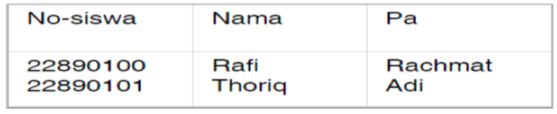 No-siswa Nama Pa
22890100 Rafi Rachmat
22890101 Thoriq Adi